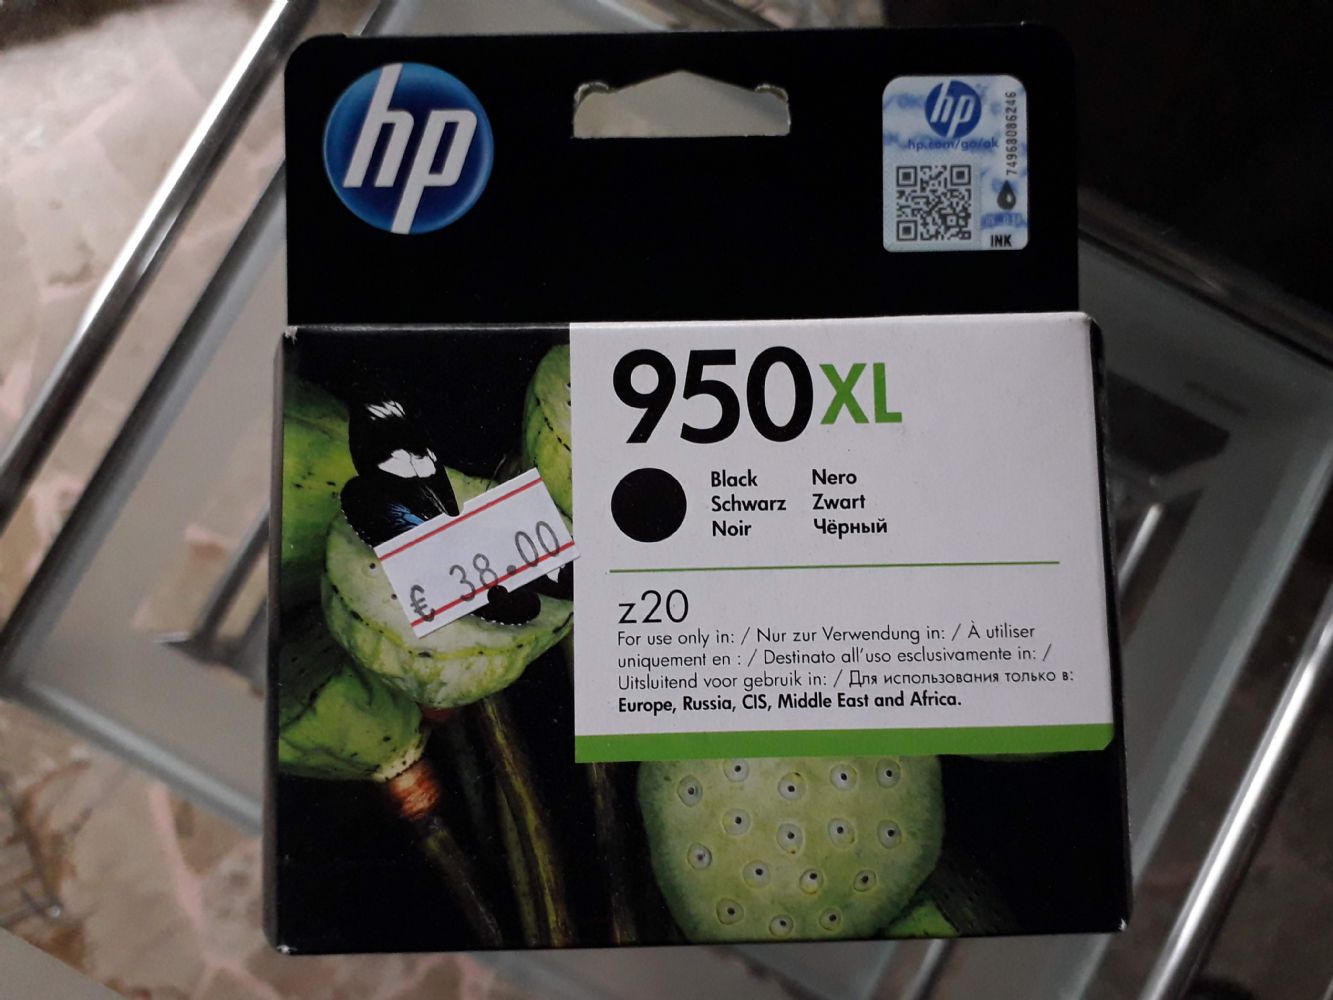 hp
hp
hp.com/go/ok
74968086246
INK
950XL
Black Nero
Schwarz Zwart
Noir Чёрный
€ 38.00
z20
For use only in: / Nur zur Verwendung in: / À utiliser
uniquement en : / Destinato all'uso esclusivamente in: /
Uitsluitend voor gebruik in: / Для использования только в:
Europe, Russia, CIS, Middle East and Africa.